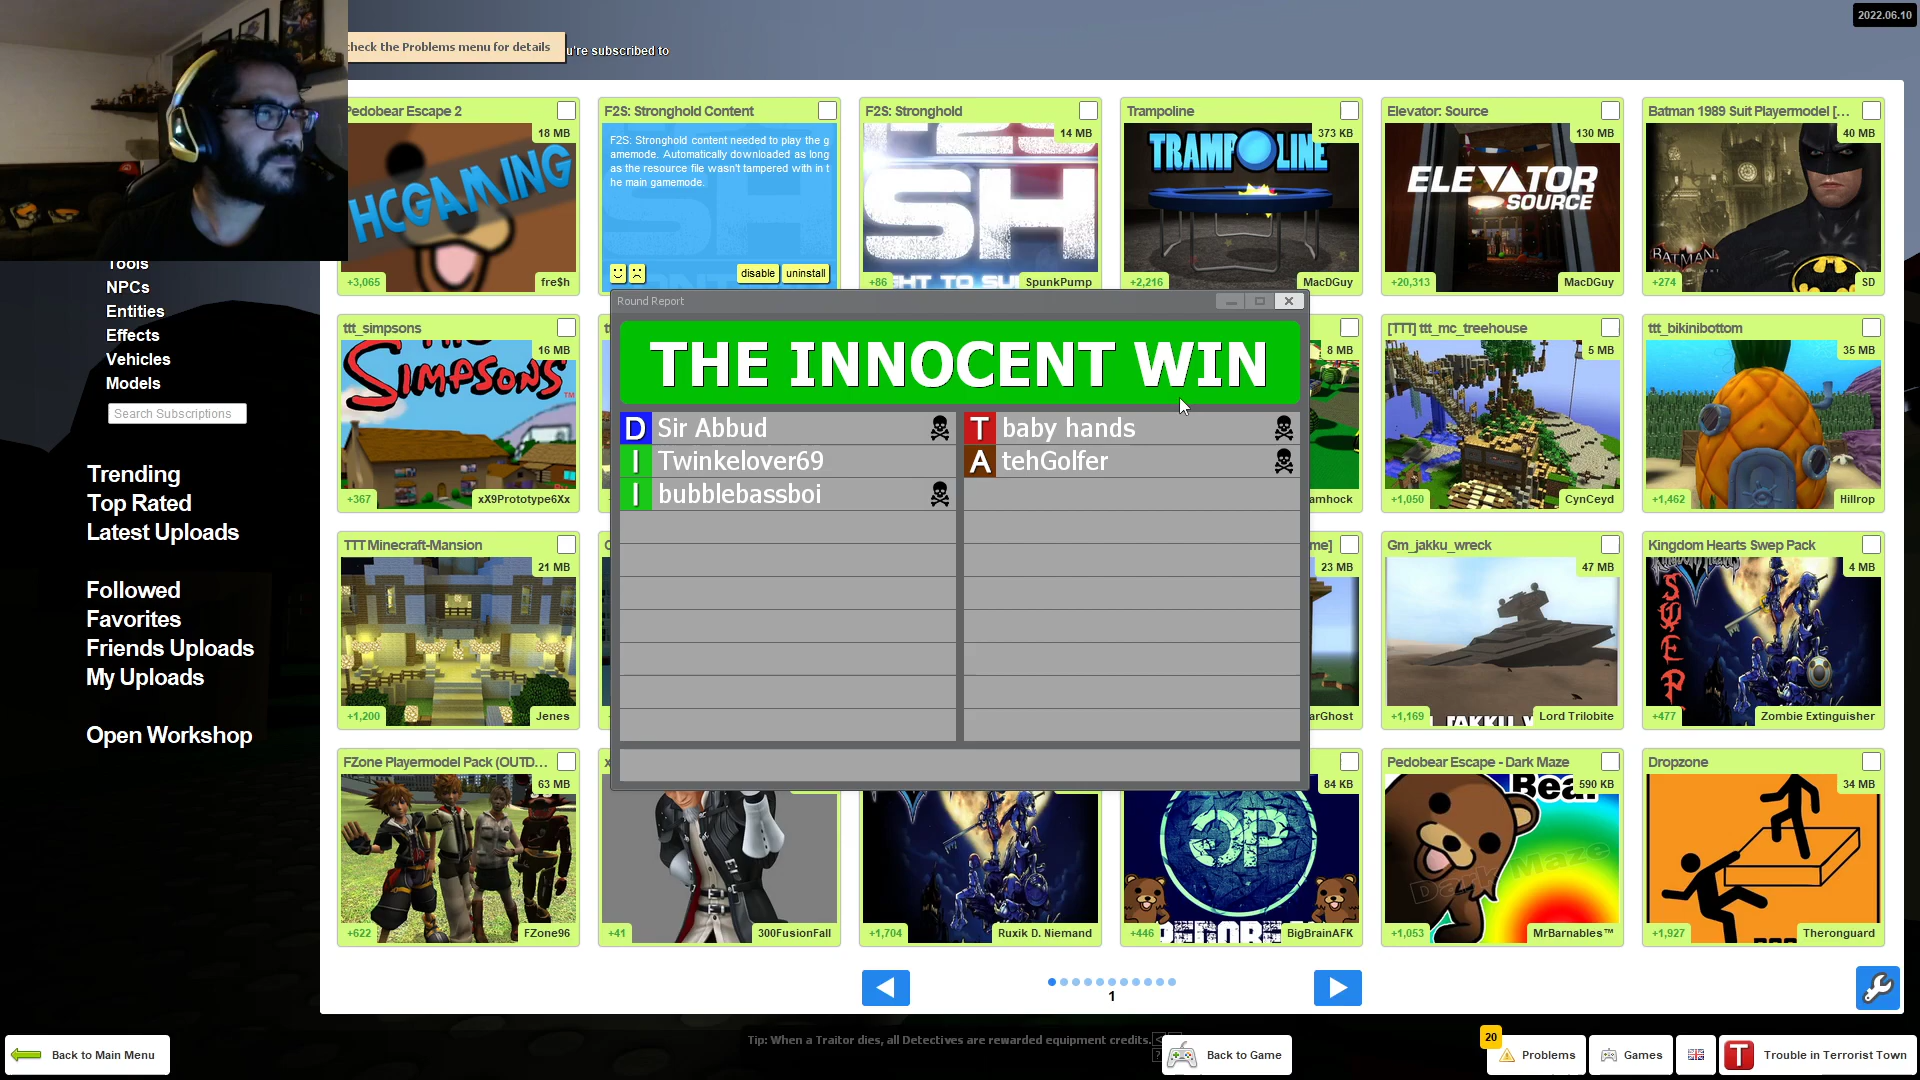 2022.06.10
check the Problems menu for details
u're subscribed to
Pedobear Escape 2
18 MB
HCGAMING
+3,065
fre$h
F2S: Stronghold Content
F2S: Stronghold content needed to play the g
amemode. Automatically downloaded as long
as the resource file wasn't tampered with in t
he main gamemode.
disable
uninstall
F2S: Stronghold
14 MB
SH
+86
SpunkPump
Trampoline
373 KB
TRAMPOLINE
+2,216
MacDGuy
Elevator: Source
130 MB
ELEVATOR
SOURCE
+20,313
MacDGuy
Batman 1989 Suit Playermodel [...
40 MB
BATMAN
+274
SD
Tools
NPCs
Entities
Effects
Vehicles
Models
Search Subscriptions
Trending
Top Rated
Latest Uploads
Followed
Favorites
Friends Uploads
My Uploads
Open Workshop
ttt_simpsons
16 MB
SIMPSONS
+367
xX9Prototype6Xx
8 MB
amhock
[TTT] ttt_mc_treehouse
5 MB
+1,050
CynCeyd
ttt_bikinibottom
35 MB
+1,462
Hillrop
Round Report
THE INNOCENT WIN
D Sir Abbud
I Twinkelover69
I bubblebassboi
T baby hands
A tehGolfer
TTT Minecraft-Mansion
21 MB
+1,200
Jenes
me]
23 MB
arGhost
Gm_jakku_wreck
47 MB
+1,169
Lord Trilobite
Kingdom Hearts Swep Pack
4 MB
SWEP
+477
Zombie Extinguisher
FZone Playermodel Pack (OUTD...
63 MB
+622
FZone96
+41
300FusionFall
+1,704
Ruxik D. Niemand
84 KB
+446
BigBrainAFK
Pedobear Escape - Dark Maze
590 KB
Bear
Dark Maze
+1,053
MrBarnables™
Dropzone
34 MB
+1,927
Theronguard
1
Tip: When a Traitor dies, all Detectives are rewarded equipment credits.
Back to Main Menu
Back to Game
20
Problems
Games
T
Trouble in Terrorist Town